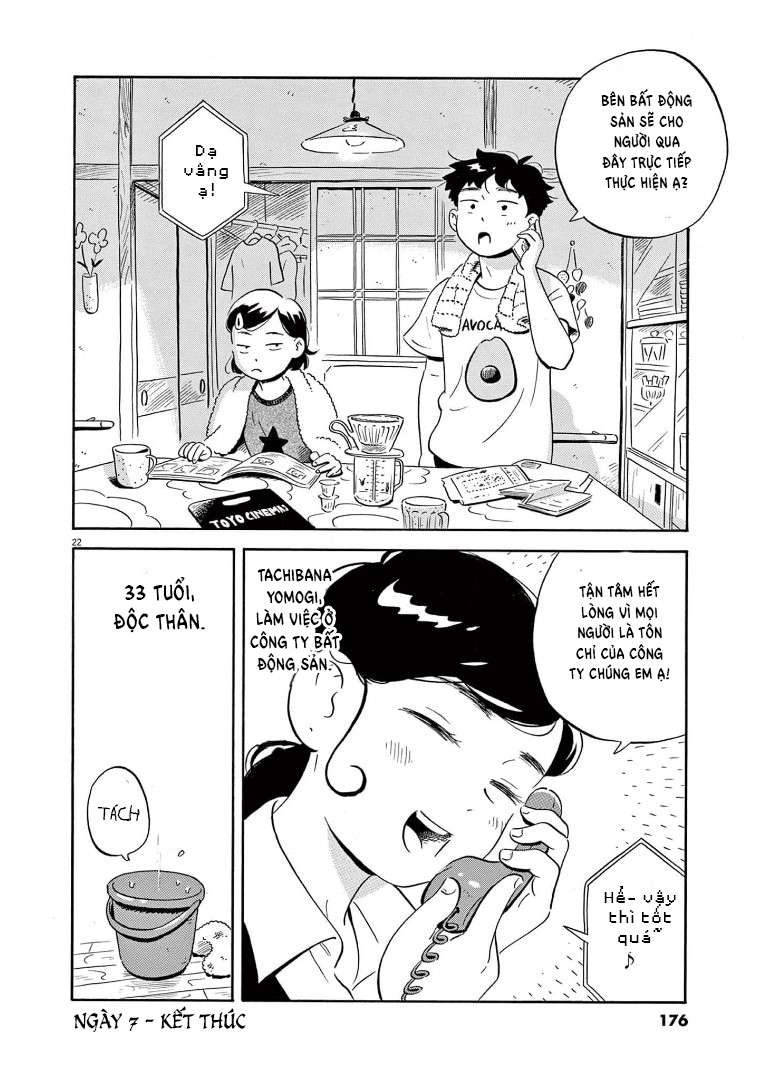 BÊN BẤT ĐỘNG
SẢN SẼ CHO
NGƯỜI QUA
ĐÂY TRỰC TIẾP
THỰC HIỆN Ạ?
Dạ
vâng
ạ!
AVOCA
TOYO CINEMA
22
TẬN TÂM HẾT
LÒNG VÌ MỌI
NGƯỜI LÀ TÔN
CHỈ CỦA CÔNG
TY CHÚNG EM Ạ!
TACHIBANA
YOMOGI,
LÀM VIỆC Ở
CÔNG TY BẤT
ĐỘNG SẢN.
Hể- vậy
thì tốt
quá~
♪
33 TUỔI,
ĐỘC THÂN.
TÁCH
NGÀY 7 - KẾT THÚC
176